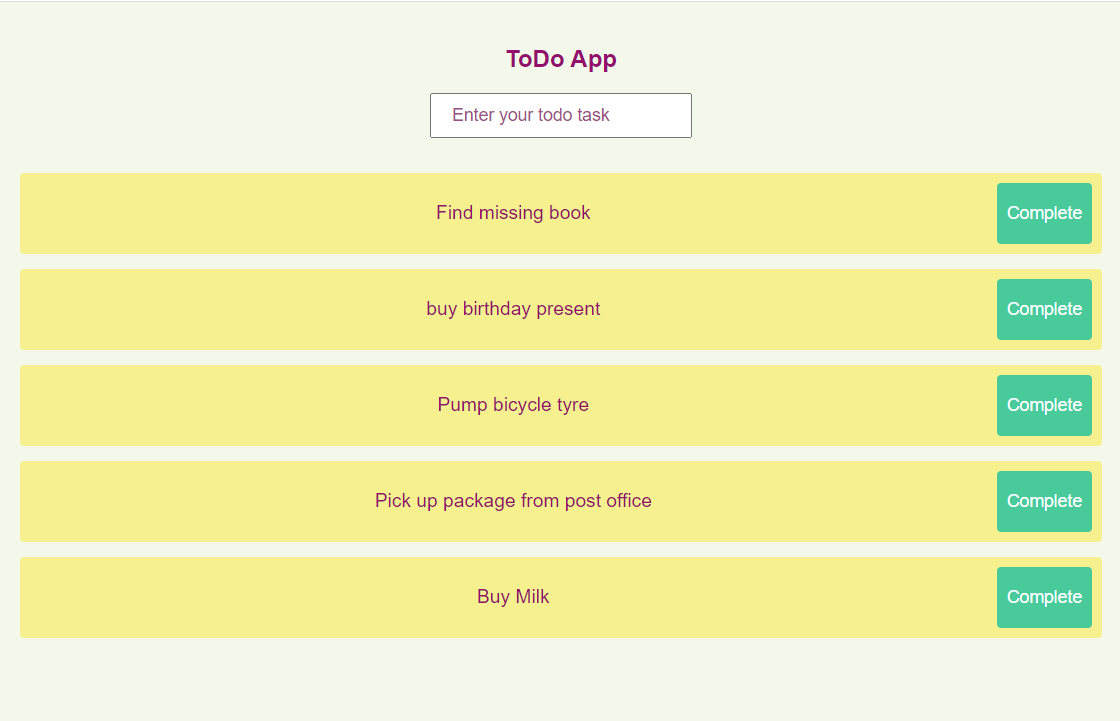 ToDo App
Enter your todo task
Find missing book
Complete
buy birthday present
Complete
Pump bicycle tyre
Complete
Pick up package from post office
Complete
Buy Milk
Complete